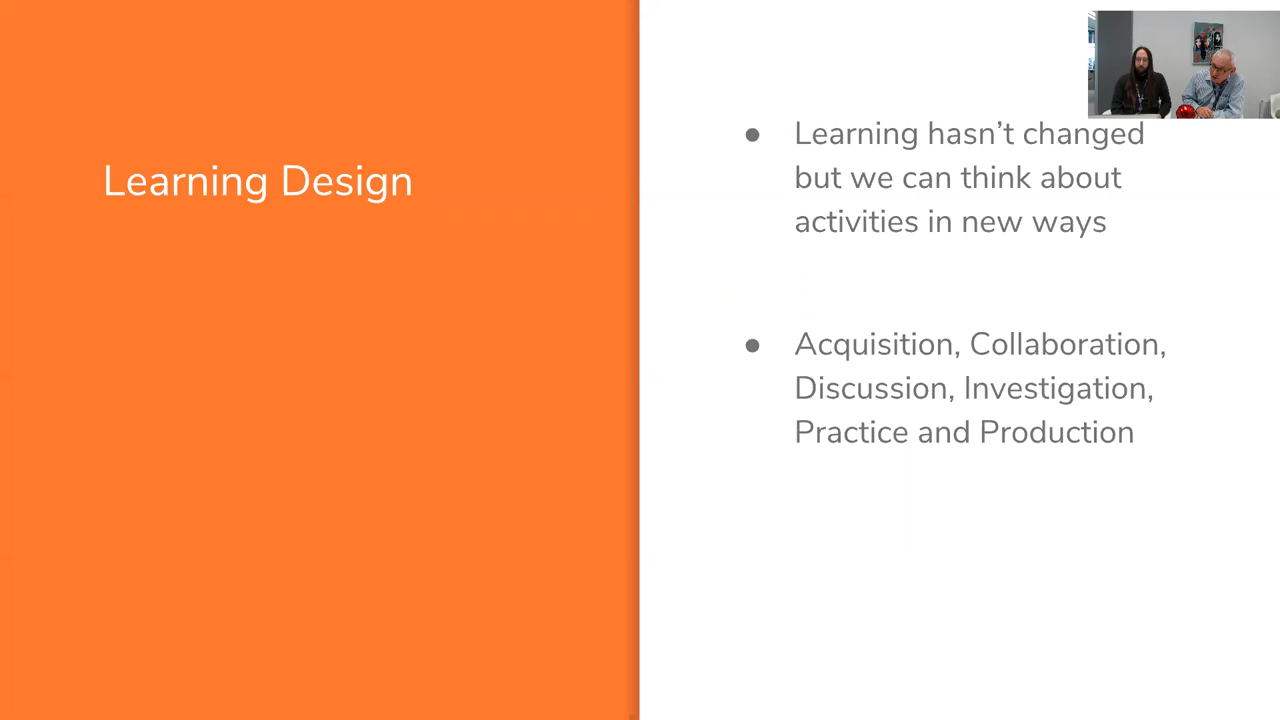 Learning Design
● Learning hasn’t changed
but we can think about
activities in new ways
● Acquisition, Collaboration,
Discussion, Investigation,
Practice and Production